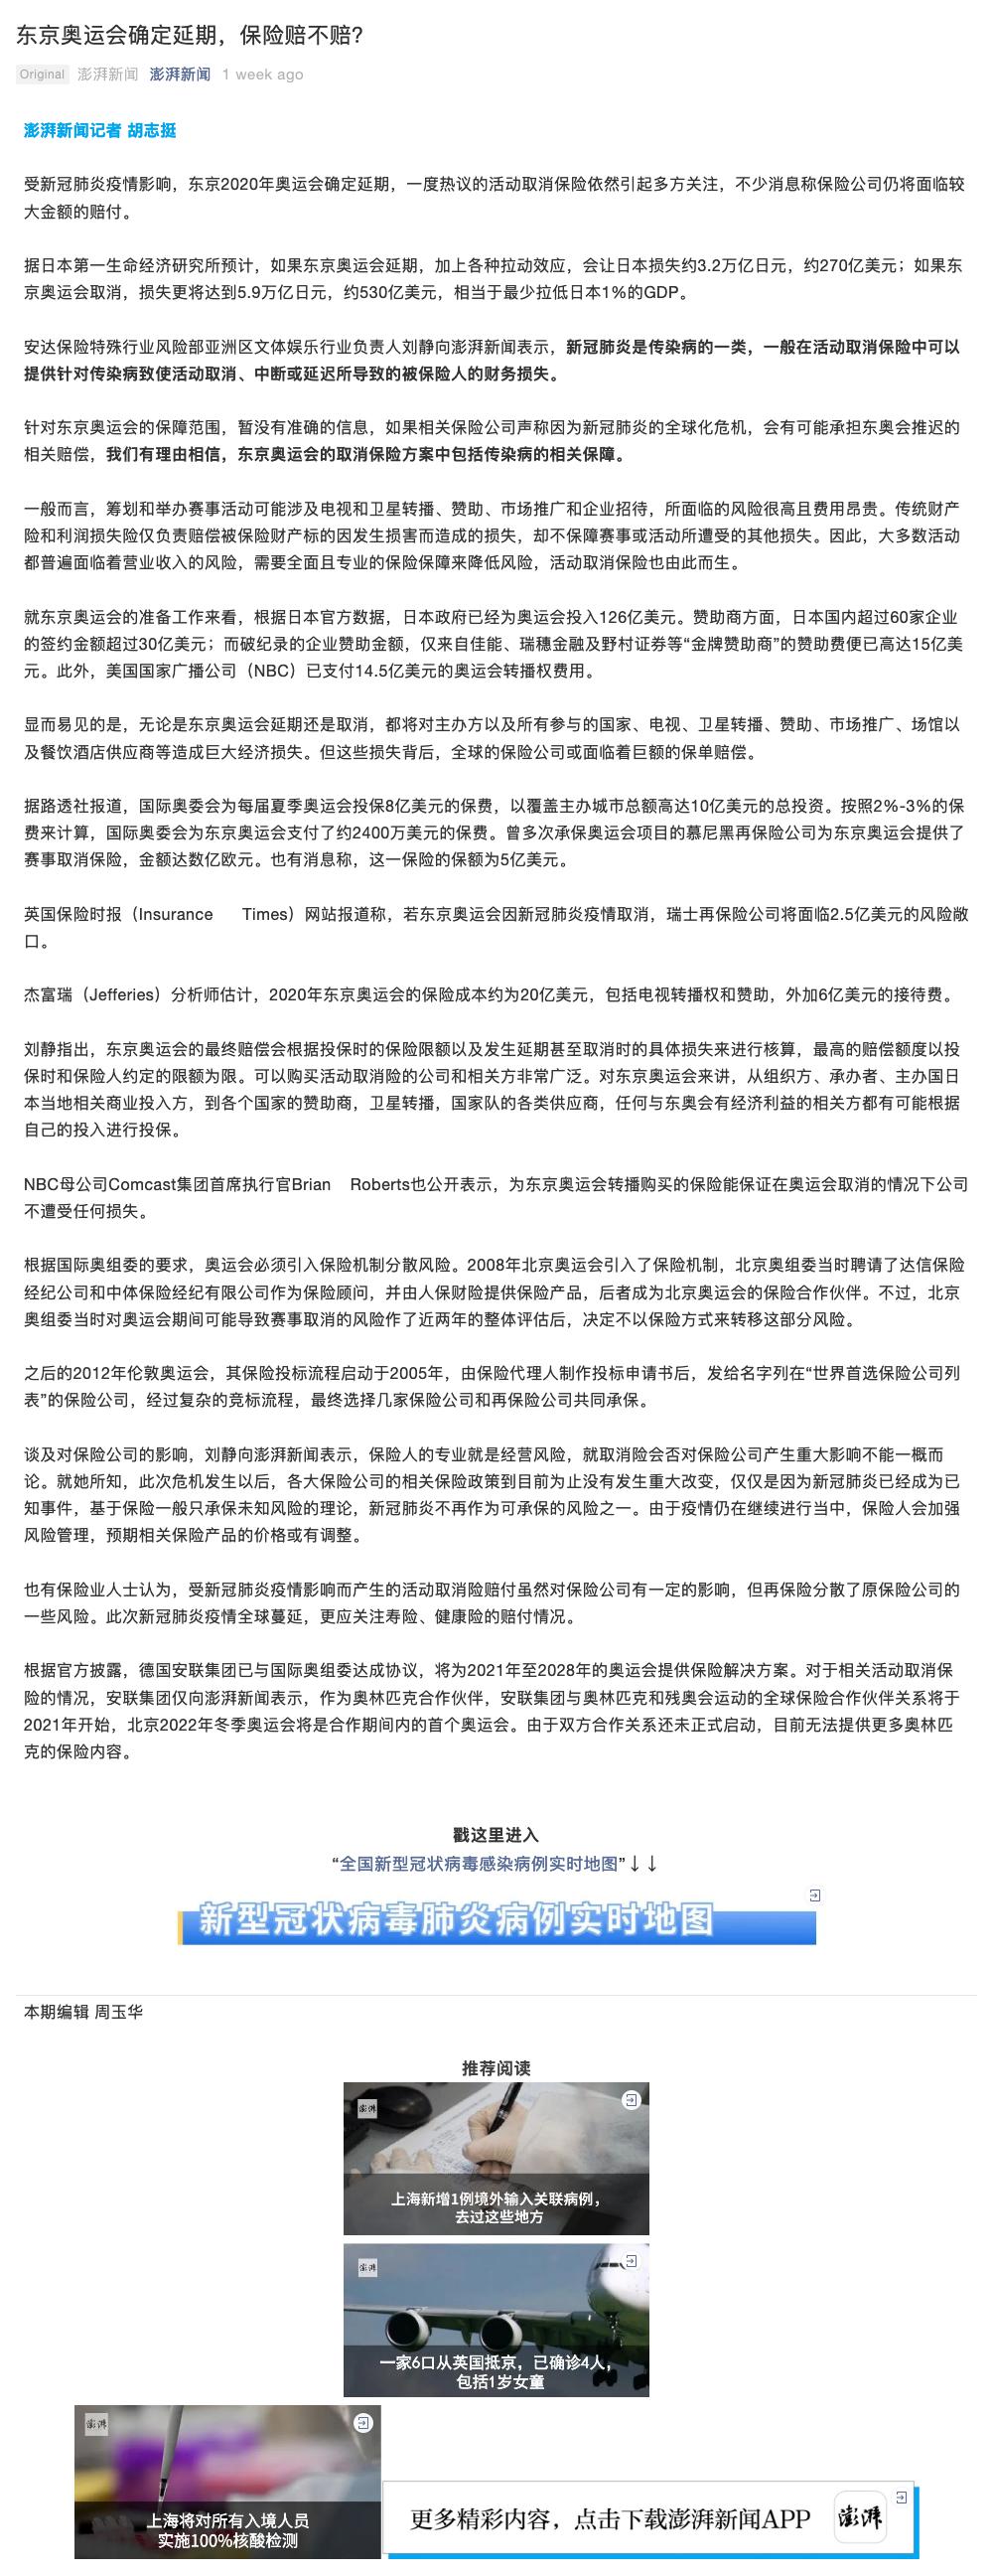 东京奥运会确定延期，保险赔不赔？
Original 澎湃新闻 澎湃新闻 1 week ago
澎湃新闻记者 胡志挺
受新冠肺炎疫情影响，东京2020年奥运会确定延期，一度热议的活动取消保险依然引起多方关注，不少消息称保险公司仍将面临较
大金额的赔付。
据日本第一生命经济研究所预计，如果东京奥运会延期，加上各种拉动效应，会让日本损失约3.2万亿日元，约270亿美元；如果东
京奥运会取消，损失更将达到5.9万亿日元，约530亿美元，相当于最少拉低日本1%的GDP。
安达保险特殊行业风险部亚洲区文体娱乐行业负责人刘静向澎湃新闻表示，新冠肺炎是传染病的一类，一般在活动取消保险中可以
提供针对传染病致使活动取消、中断或延迟所导致的被保险人的财务损失。
针对东京奥运会的保障范围，暂没有准确的信息，如果相关保险公司声称因为新冠肺炎的全球化危机，会有可能承担东奥会推迟的
相关赔偿，我们有理由相信，东京奥运会的取消保险方案中包括传染病的相关保障。
一般而言，筹划和举办赛事活动可能涉及电视和卫星转播、赞助、市场推广和企业招待，所面临的风险很高且费用昂贵。传统财产
险和利润损失险仅负责赔偿被保险财产标的因发生损害而造成的损失，却不保障赛事或活动所遭受的其他损失。因此，大多数活动
都普遍面临着营业收入的风险，需要全面且专业的保险保障来降低风险，活动取消保险也由此而生。
就东京奥运会的准备工作来看，根据日本官方数据，日本政府已经为奥运会投入126亿美元。赞助商方面，日本国内超过60家企业
的签约金额超过30亿美元；而破纪录的企业赞助金额，仅来自佳能、瑞穗金融及野村证券等“金牌赞助商”的赞助费便已高达15亿美
元。此外，美国国家广播公司（NBC）已支付14.5亿美元的奥运会转播权费用。
显而易见的是，无论是东京奥运会延期还是取消，都将对主办方以及所有参与的国家、电视、卫星转播、赞助、市场推广、场馆以
及餐饮酒店供应商等造成巨大经济损失。但这些损失背后，全球的保险公司或面临着巨额的保单赔偿。
据路透社报道，国际奥委会为每届夏季奥运会投保8亿美元的保费，以覆盖主办城市总额高达10亿美元的总投资。按照2%-3%的保
费来计算，国际奥委会为东京奥运会支付了约2400万美元的保费。曾多次承保奥运会项目的慕尼黑再保险公司为东京奥运会提供了
赛事取消保险，金额达数亿欧元。也有消息称，这一保险的保额为5亿美元。
英国保险时报（Insurance Times）网站报道称，若东京奥运会因新冠肺炎疫情取消，瑞士再保险公司将面临2.5亿美元的风险敞
口。
杰富瑞（Jefferies）分析师估计，2020年东京奥运会的保险成本约为20亿美元，包括电视转播权和赞助，外加6亿美元的接待费。
刘静指出，东京奥运会的最终赔偿会根据投保时的保险限额以及发生延期甚至取消时的具体损失来进行核算，最高的赔偿额度以投
保时和保险人约定的限额为限。可以购买活动取消险的公司和相关方非常广泛。对东京奥运会来讲，从组织方、承办者、主办国日
本当地相关商业投入方，到各个国家的赞助商，卫星转播，国家队的各类供应商，任何与东奥会有经济利益的相关方都有可能根据
自己的投入进行投保。
NBC母公司Comcast集团首席执行官Brian Roberts也公开表示，为东京奥运会转播购买的保险能保证在奥运会取消的情况下公司
不遭受任何损失。
根据国际奥组委的要求，奥运会必须引入保险机制分散风险。2008年北京奥运会引入了保险机制，北京奥组委当时聘请了达信保险
经纪公司和中体保险经纪有限公司作为保险顾问，并由人保财险提供保险产品，后者成为北京奥运会的保险合作伙伴。不过，北京
奥组委当时对奥运会期间可能导致赛事取消的风险作了近两年的整体评估后，决定不以保险方式来转移这部分风险。
之后的2012年伦敦奥运会，其保险投标流程启动于2005年，由保险代理人制作投标申请书后，发给名字列在“世界首选保险公司列
表”的保险公司，经过复杂的竞标流程，最终选择几家保险公司和再保险公司共同承保。
谈及对保险公司的影响，刘静向澎湃新闻表示，保险人的专业就是经营风险，就取消险会否对保险公司产生重大影响不能一概而
论。就她所知，此次危机发生以后，各大保险公司的相关保险政策到目前为止没有发生重大改变，仅仅是因为新冠肺炎已经成为已
知事件，基于保险一般只承保未知风险的理论，新冠肺炎不再作为可承保的风险之一。由于疫情仍在继续进行当中，保险人会加强
风险管理，预期相关保险产品的价格或有调整。
也有保险业人士认为，受新冠肺炎疫情影响而产生的活动取消险赔付虽然对保险公司有一定的影响，但再保险分散了原保险公司的
一些风险。此次新冠肺炎疫情全球蔓延，更应关注寿险、健康险的赔付情况。
根据官方披露，德国安联集团已与国际奥组委达成协议，将为2021年至2028年的奥运会提供保险解决方案。对于相关活动取消保
险的情况，安联集团仅向澎湃新闻表示，作为奥林匹克合作伙伴，安联集团与奥林匹克和残奥会运动的全球保险合作伙伴关系将于
2021年开始，北京2022年冬季奥运会将是合作期间内的首个奥运会。由于双方合作关系还未正式启动，目前无法提供更多奥林匹
克的保险内容。
戳这里进入
“全国新型冠状病毒感染病例实时地图”↓↓
新型冠状病毒肺炎病例实时地图
本期编辑 周玉华
推荐阅读
澎湃
上海新增1例境外输入关联病例，
去过这些地方
澎湃
一家6口从英国抵京，已确诊4人，
包括1岁女童
澎湃
上海将对所有入境人员
实施100%核酸检测
更多精彩内容，点击下载澎湃新闻APP 澎湃